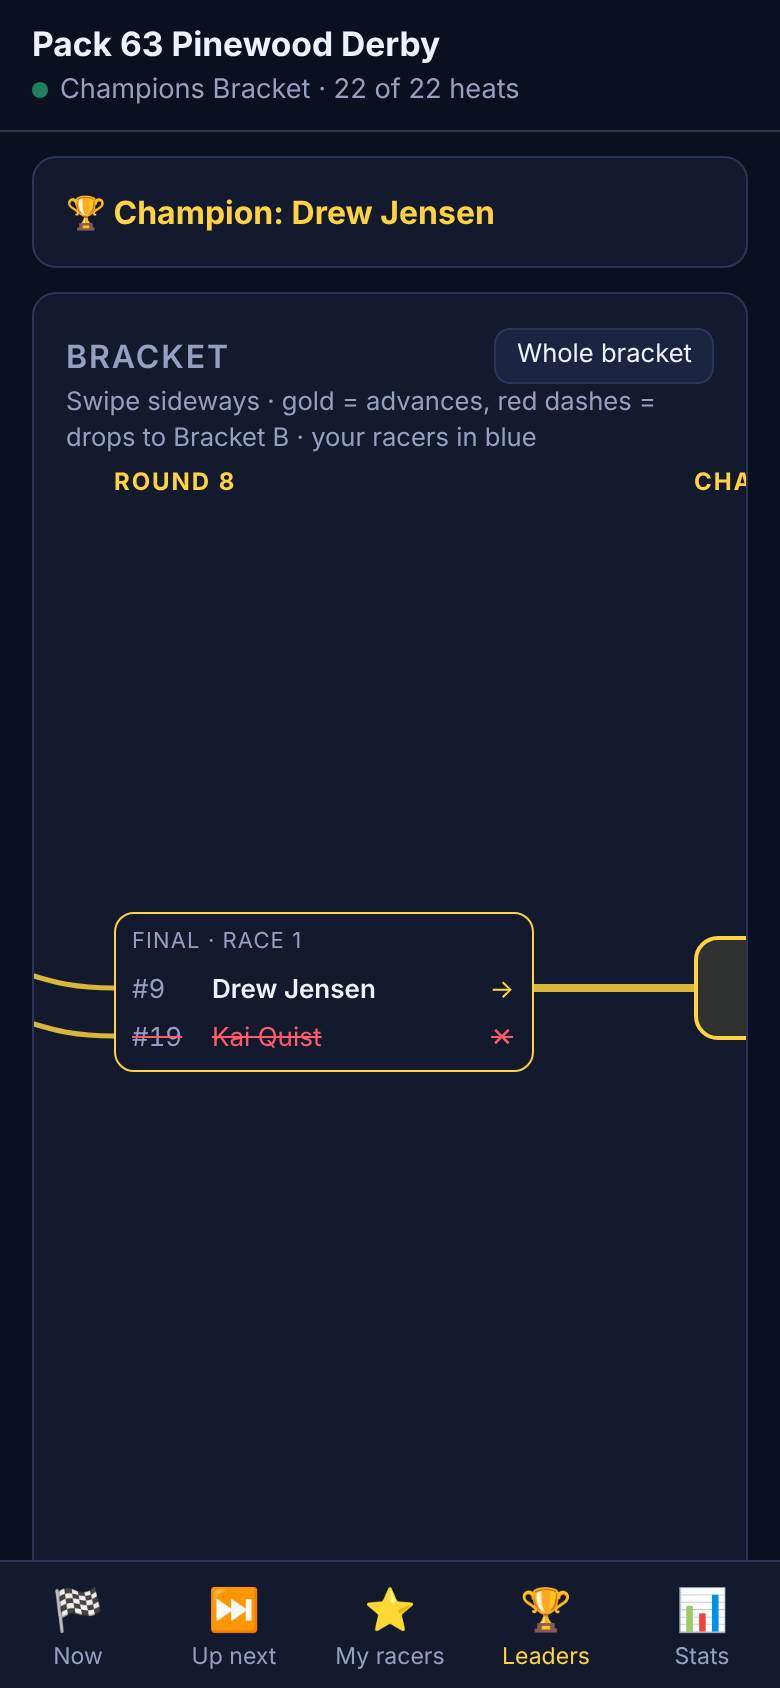 Pack 63 Pinewood Derby
Champions Bracket · 22 of 22 heats
🏆 Champion: Drew Jensen
BRACKET
Whole bracket
Swipe sideways · gold = advances, red dashes =
drops to Bracket B · your racers in blue
ROUND 8
CHA
FINAL · RACE 1
#9 Drew Jensen →
#19 Kai Quist ✕
Now
Up next
My racers
Leaders
Stats